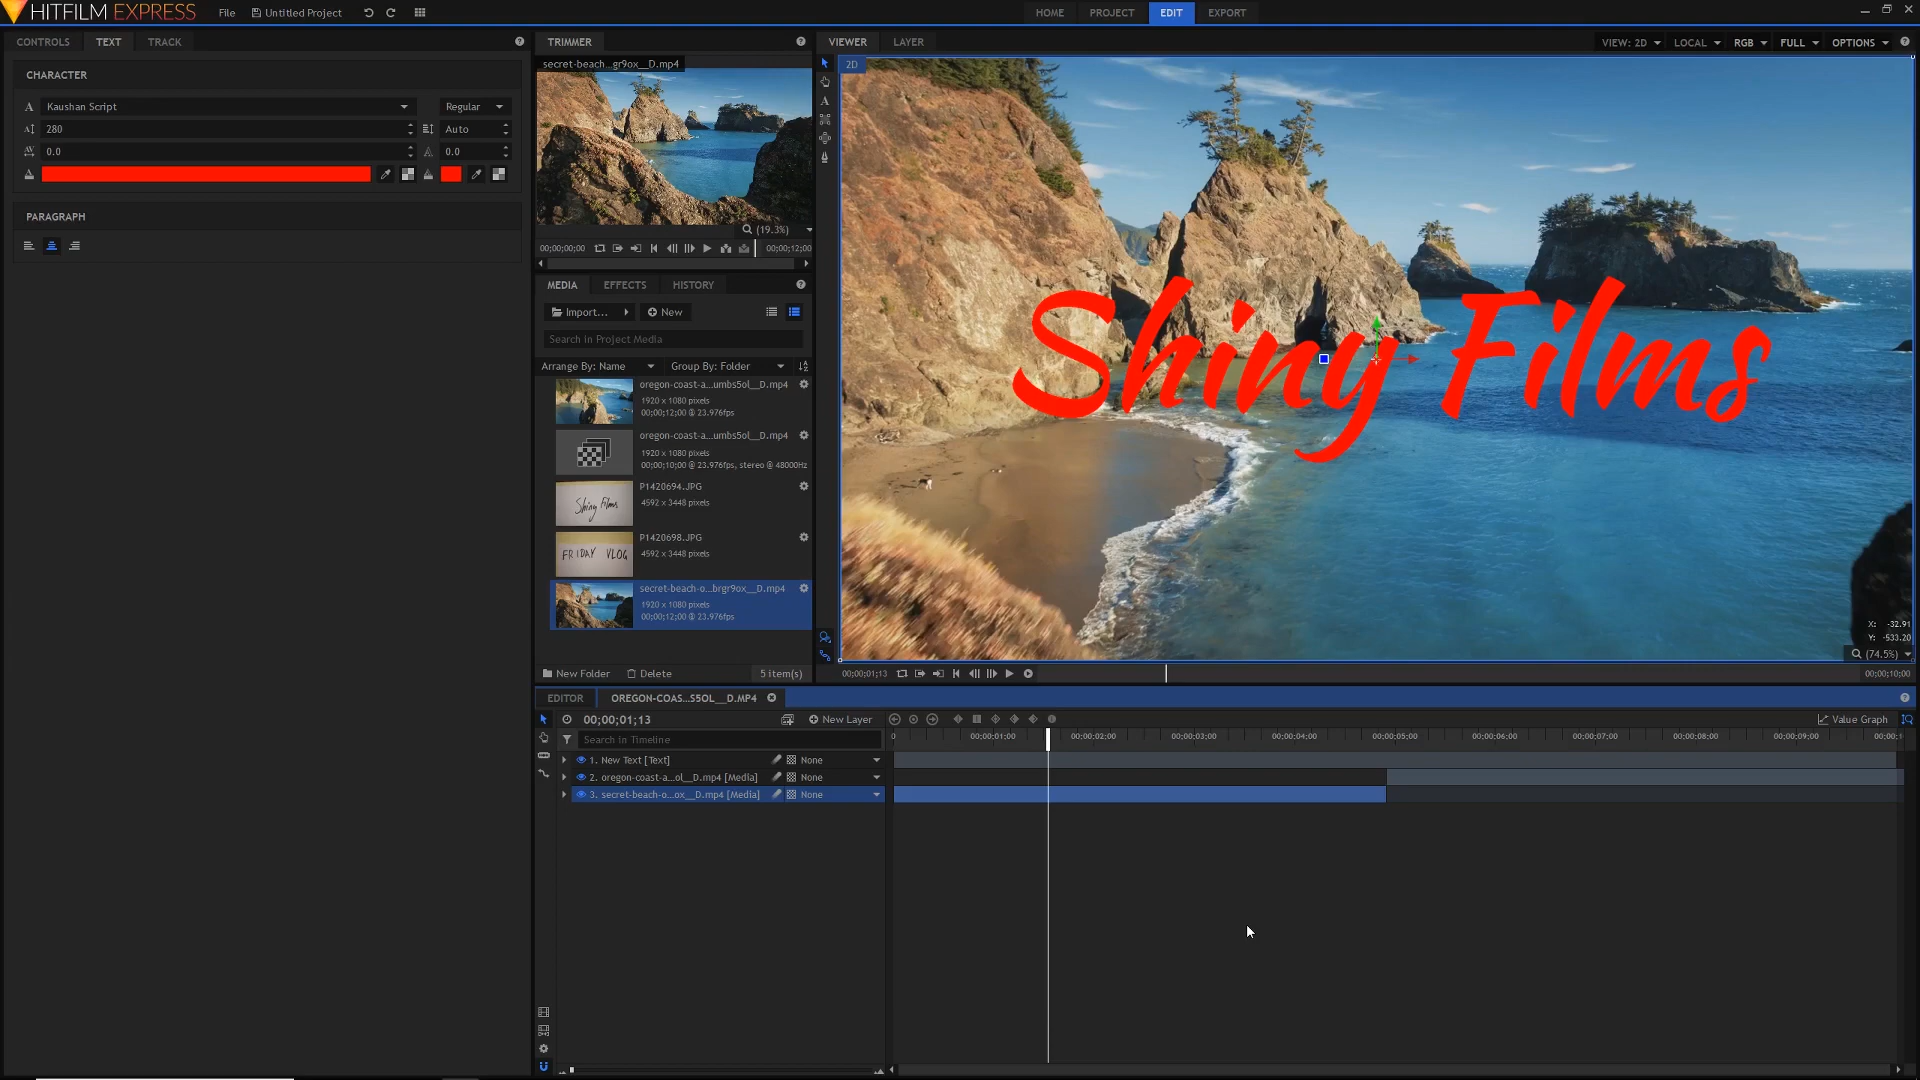 HITFILM EXPRESS File Untitled Project HOME PROJECT EDIT EXPORT
CONTROLS TEXT TRACK
CHARACTER
Kaushan Script Regular
280 Auto
0.0 0.0
PARAGRAPH
TRIMMER
secret-beach...gr9ox__D.mp4
(19.3%)
00;00;00;00 00;00;12;00
MEDIA EFFECTS HISTORY
Import... New
Search in Project Media
Arrange By: Name Group By: Folder
oregon-coast-a...umbs5ol__D.mp4
1920 x 1080 pixels
00;00;12;00 @ 23.976fps
oregon-coast-a...umbs5ol__D.mp4
1920 x 1080 pixels
00;00;10;00 @ 23.976fps, stereo @ 48000Hz
Shiny Films
P1420694.JPG
4592 x 3448 pixels
FRIDAY VLOG
P1420698.JPG
4592 x 3448 pixels
secret-beach-o...brgr9ox__D.mp4
1920 x 1080 pixels
00;00;12;00 @ 23.976fps
New Folder Delete 5 item(s)
VIEWER LAYER VIEW: 2D LOCAL RGB FULL OPTIONS
2D
Shiny Films
X: -32.91
Y: -533.20
(74.5%)
00;00;01;13 00;00;10;00
EDITOR OREGON-COAS...S5OL__D.MP4
00;00;01;13 New Layer Value Graph
Search in Timeline
0 00;00;01;00 00;00;02;00 00;00;03;00 00;00;04;00 00;00;05;00 00;00;06;00 00;00;07;00 00;00;08;00 00;00;09;00
1. New Text [Text] None
2. oregon-coast-a...ol__D.mp4 [Media] None
3. secret-beach-o...ox__D.mp4 [Media] None